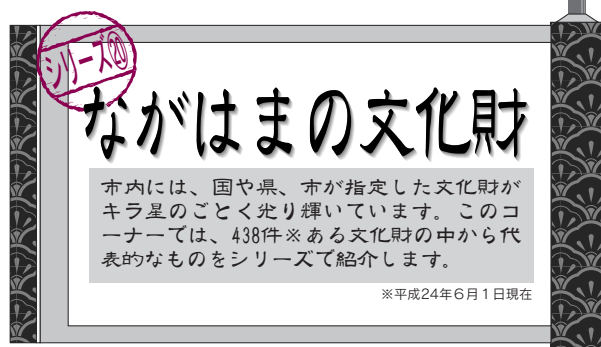 シリーズ⑳
ながはまの文化財
市内には、国や県、市が指定した文化財が
キラ星のごとく光り輝いています。このコ
ーナーでは、438件※ある文化財の中から代
表的なものをシリーズで紹介します。
※平成24年６月１日現在